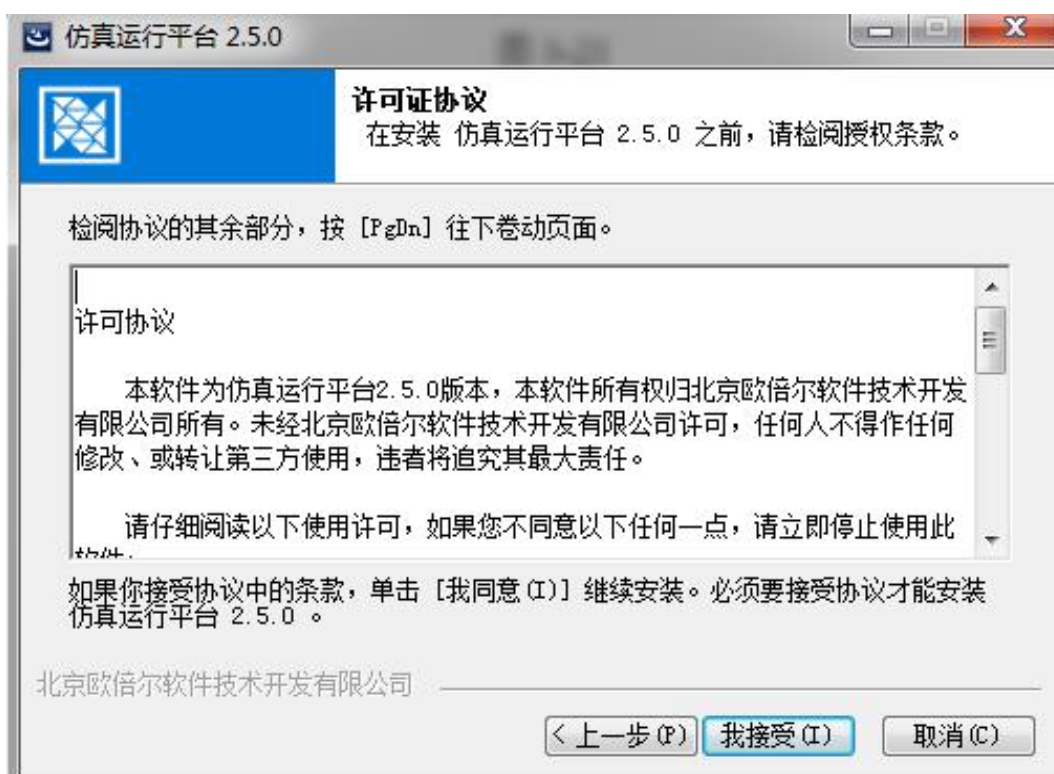 仿真运行平台 2.5.0
许可证协议
在安装 仿真运行平台 2.5.0 之前，请检阅授权条款。
检阅协议的其余部分，按 [PgDn] 往下卷动页面。
许可协议
本软件为仿真运行平台2.5.0版本，本软件所有权归北京欧倍尔软件技术开发
有限公司所有。未经北京欧倍尔软件技术开发有限公司许可，任何人不得作任何
修改、或转让第三方使用，违者将追究其最大责任。
请仔细阅读以下使用许可，如果您不同意以下任何一点，请立即停止使用此
如果你接受协议中的条款，单击 [我同意(I)] 继续安装。必须要接受协议才能安装
仿真运行平台 2.5.0 。
北京欧倍尔软件技术开发有限公司
< 上一步(P) 我接受(I) 取消(C)